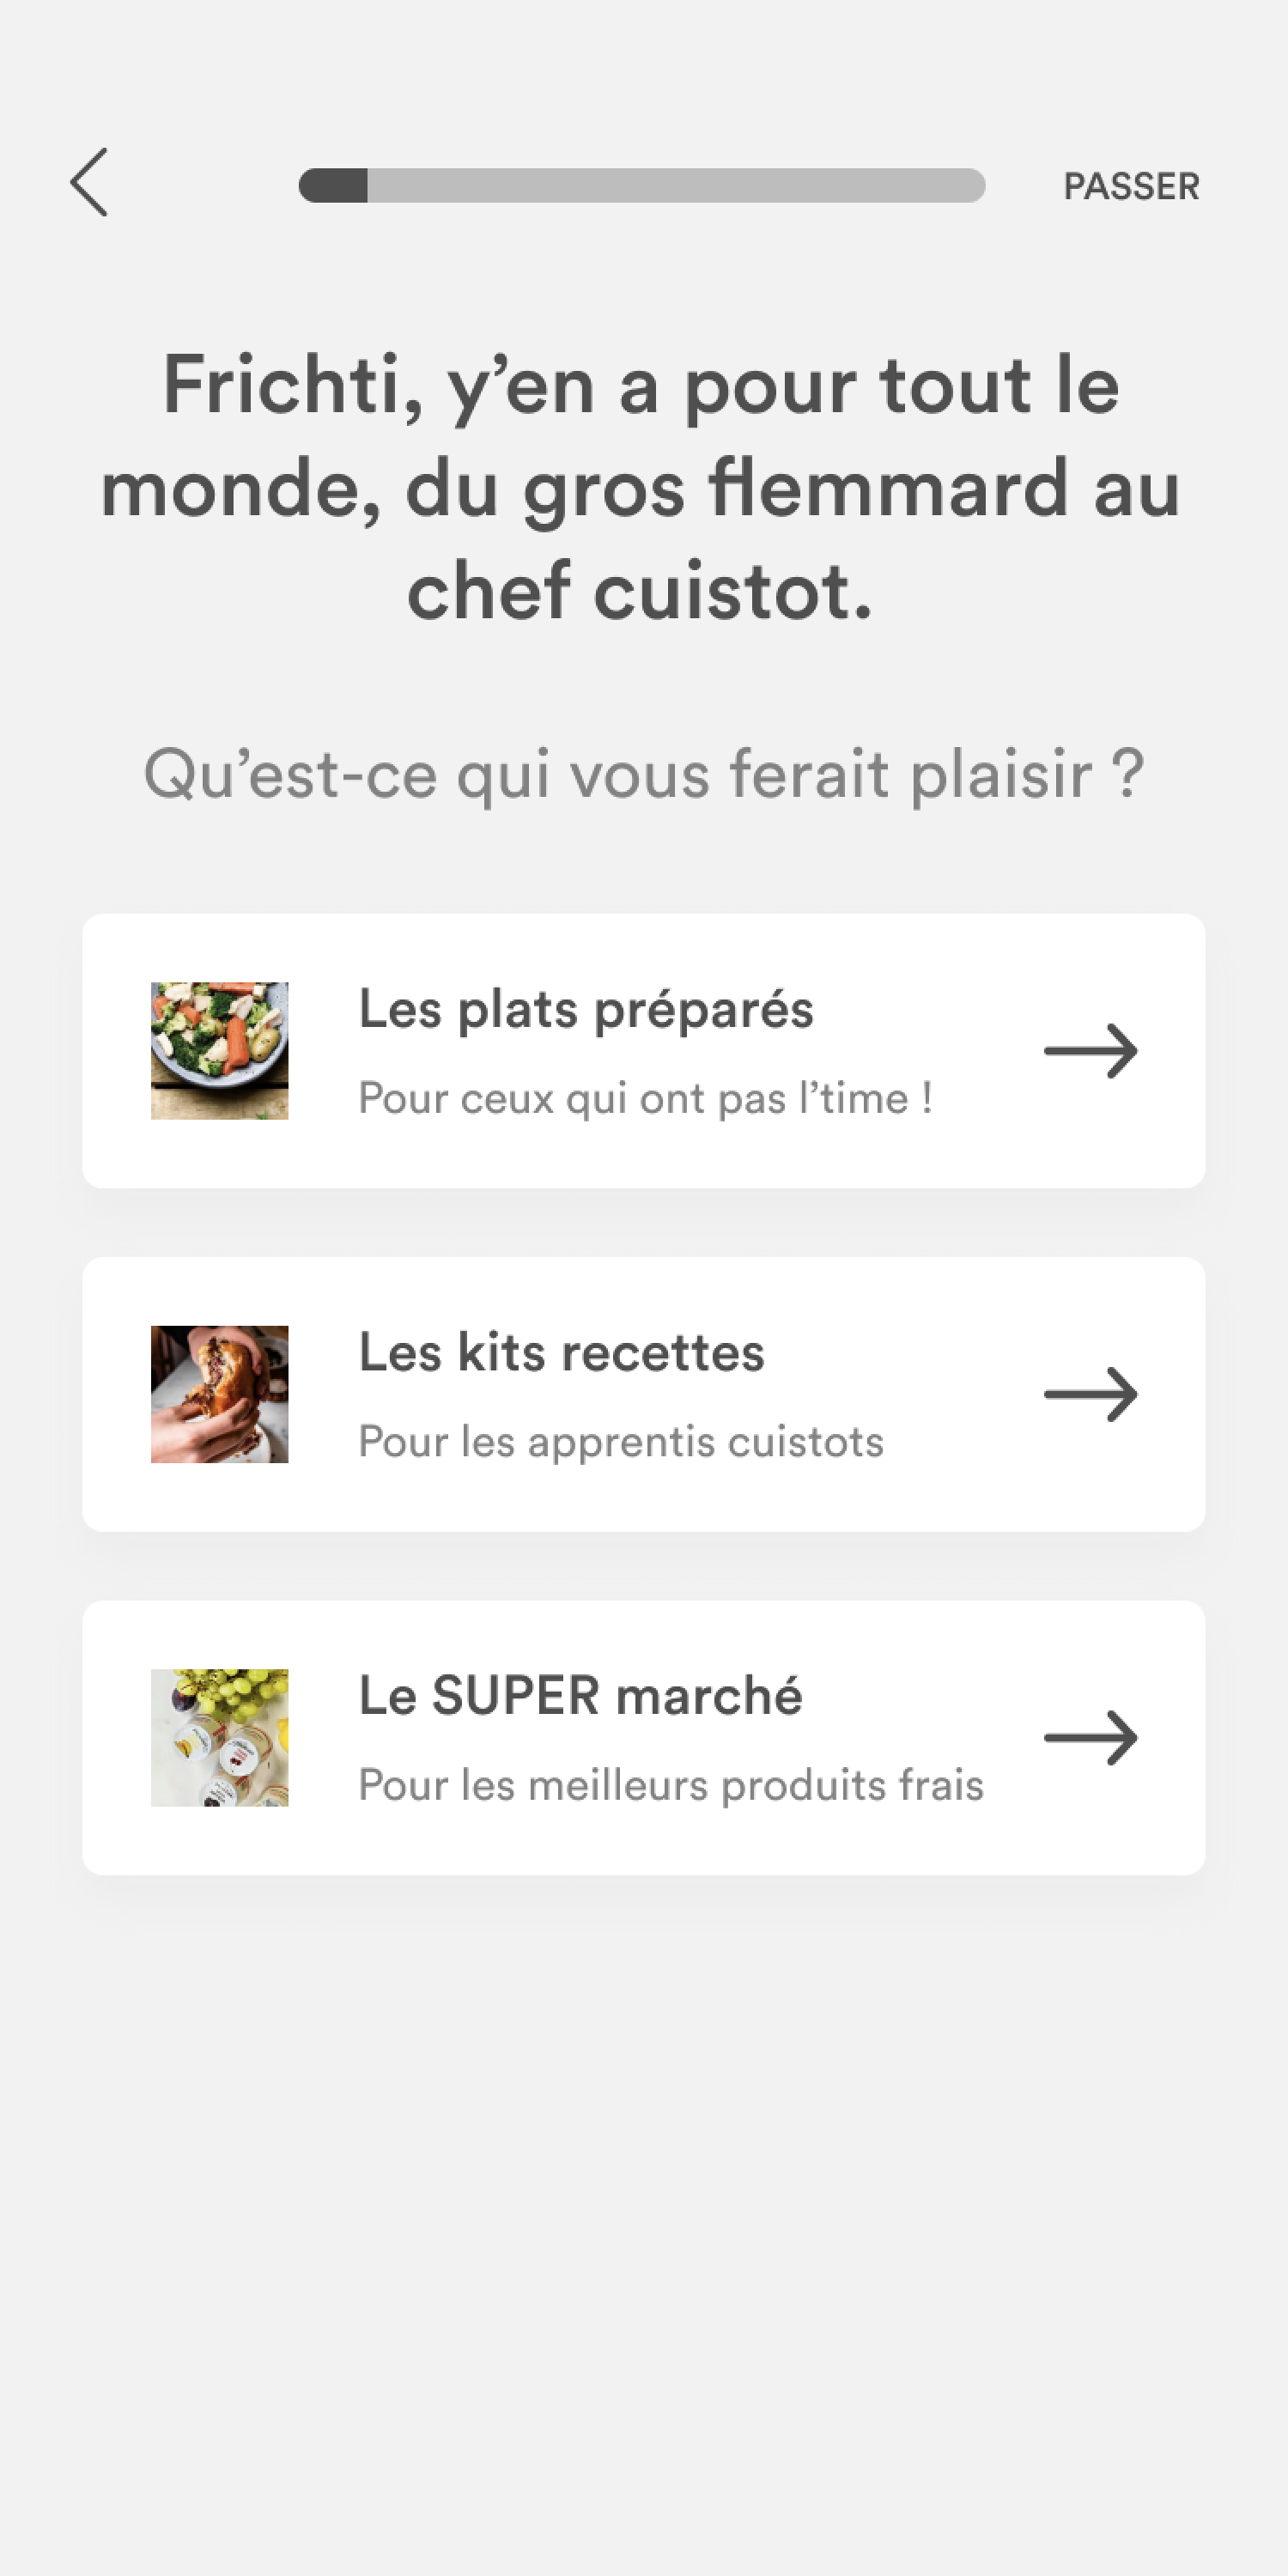 PASSER
Frichti, y’en a pour tout le
monde, du gros flemmard au
chef cuistot.
Qu’est-ce qui vous ferait plaisir ?
Les plats préparés
Pour ceux qui ont pas l’time !
Les kits recettes
Pour les apprentis cuistots
Le SUPER marché
Pour les meilleurs produits frais